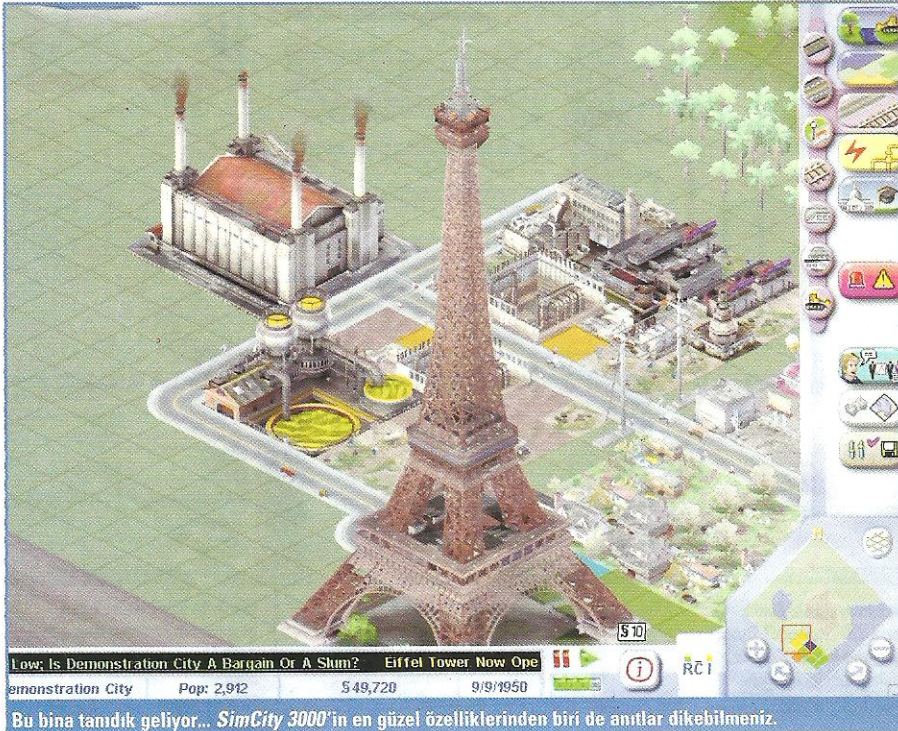 §10
Low; Is Demonstration City A Bargain Or A Slum? Eiffel Tower Now Ope
emonstration City Pop: 2,912 §49,720 9/9/1950
RCI
Bu bina tanıdık geliyor... SimCity 3000'in en güzel özelliklerinden biri de anıtlar dikebilmeniz.